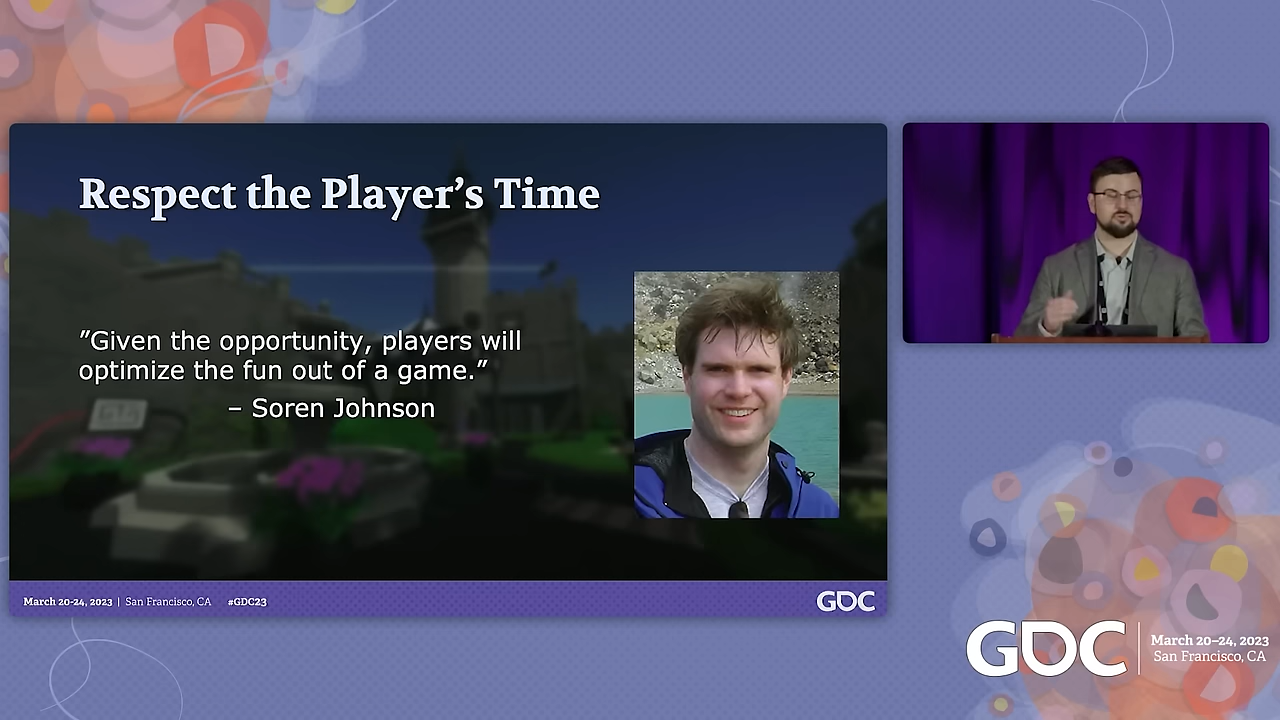 Respect the Player’s Time
”Given the opportunity, players will
optimize the fun out of a game.”
– Soren Johnson
March 20-24, 2023 | San Francisco, CA #GDC23
GDC
GDC
March 20–24, 2023
San Francisco, CA